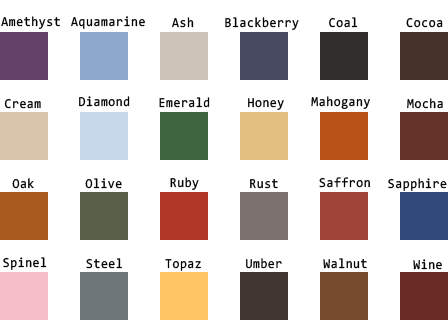 Amethyst Aquamarine Ash Blackberry Coal Cocoa
Cream Diamond Emerald Honey Mahogany Mocha
Oak Olive Ruby Rust Saffron Sapphire
Spinel Steel Topaz Umber Walnut Wine